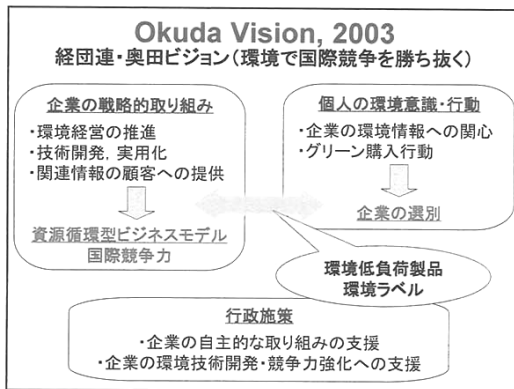 Okuda Vision, 2003
経団連・奥田ビジョン(環境で国際競争を勝ち抜く)
企業の戦略的取り組み
・環境経営の推進
・技術開発, 実用化
・関連情報の顧客への提供
資源循環型ビジネスモデル
国際競争力
個人の環境意識・行動
・企業の環境情報への関心
・グリーン購入行動
企業の選別
環境低負荷製品
環境ラベル
行政施策
・企業の自主的な取り組みの支援
・企業の環境技術開発・競争力強化への支援